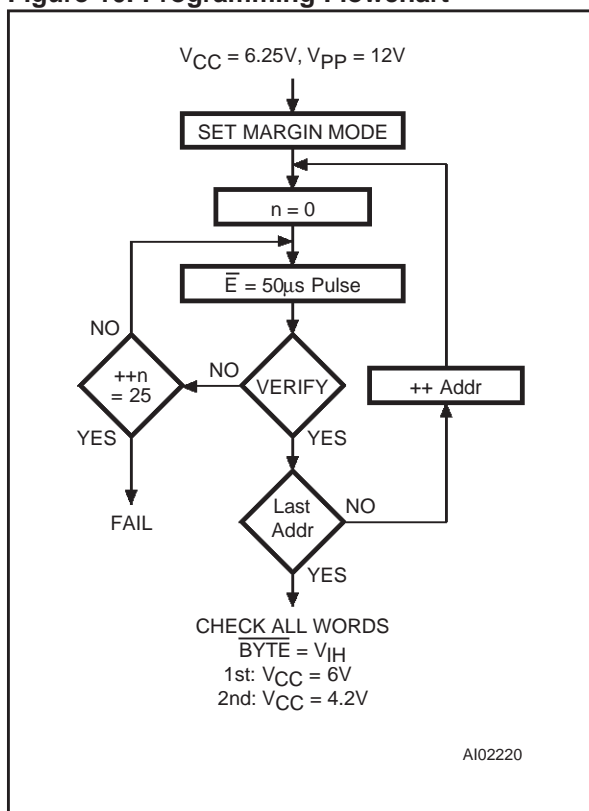 Figure 10. Programming Flowchart
VCC = 6.25V, VPP = 12V
SET MARGIN MODE
n = 0
E̅ = 50µs Pulse
NO
++n
= 25
NO
VERIFY
++ Addr
YES
YES
Last
Addr
NO
FAIL
YES
CHECK ALL WORDS
B̅Y̅T̅E̅ = VIH
1st: VCC = 6V
2nd: VCC = 4.2V
AI02220